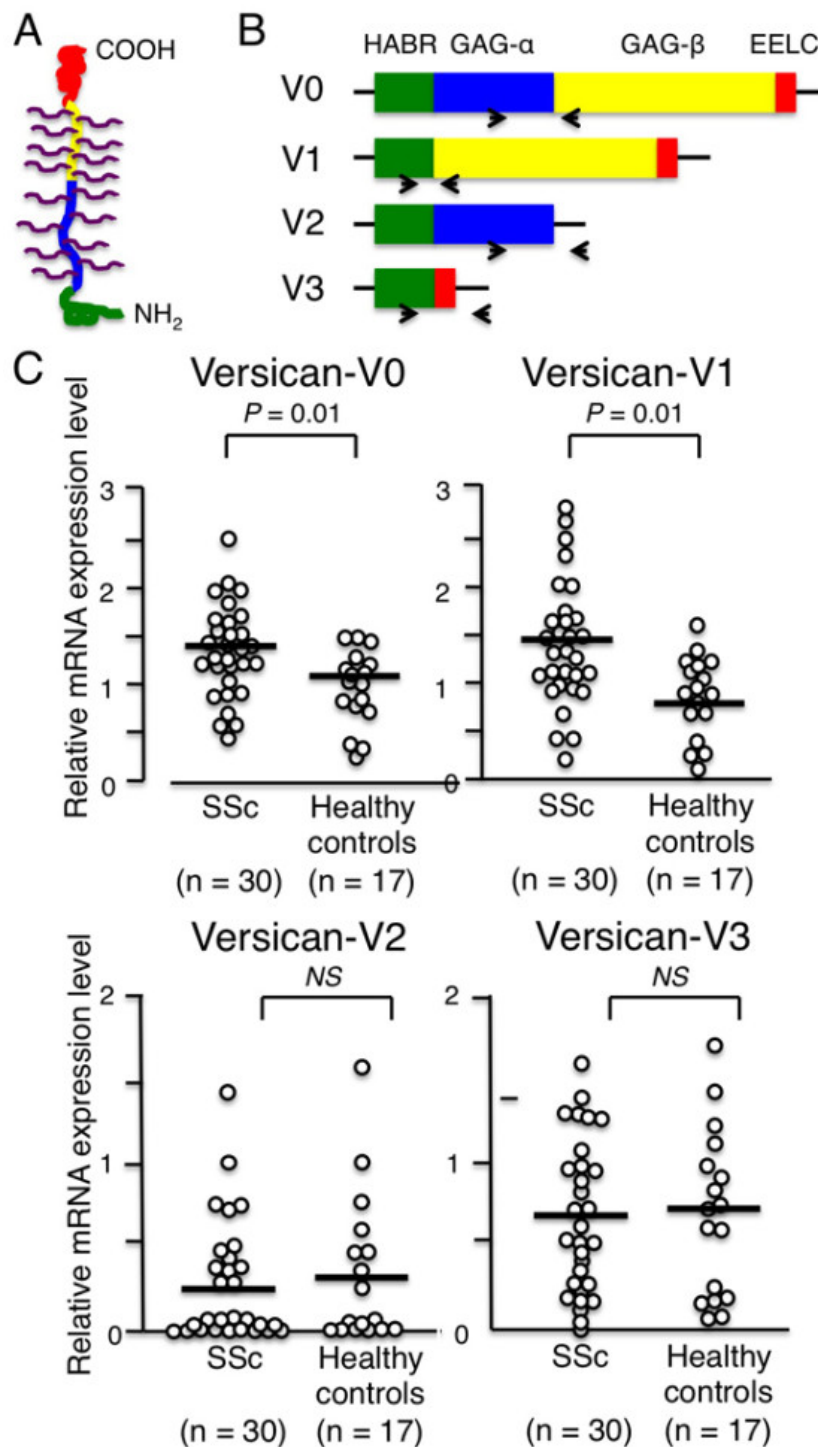 A
COOH
NH2
B
HABR GAG-α GAG-β EELC
V0
V1
V2
V3
C
Relative mRNA expression level
Versican-V0
P = 0.01
3
2
1
0
SSc Healthy controls
(n = 30) (n = 17)
Versican-V1
P = 0.01
3
2
1
0
SSc Healthy controls
(n = 30) (n = 17)
Relative mRNA expression level
Versican-V2
NS
2
1
0
SSc Healthy controls
(n = 30) (n = 17)
Versican-V3
NS
2
1
0
SSc Healthy controls
(n = 30) (n = 17)